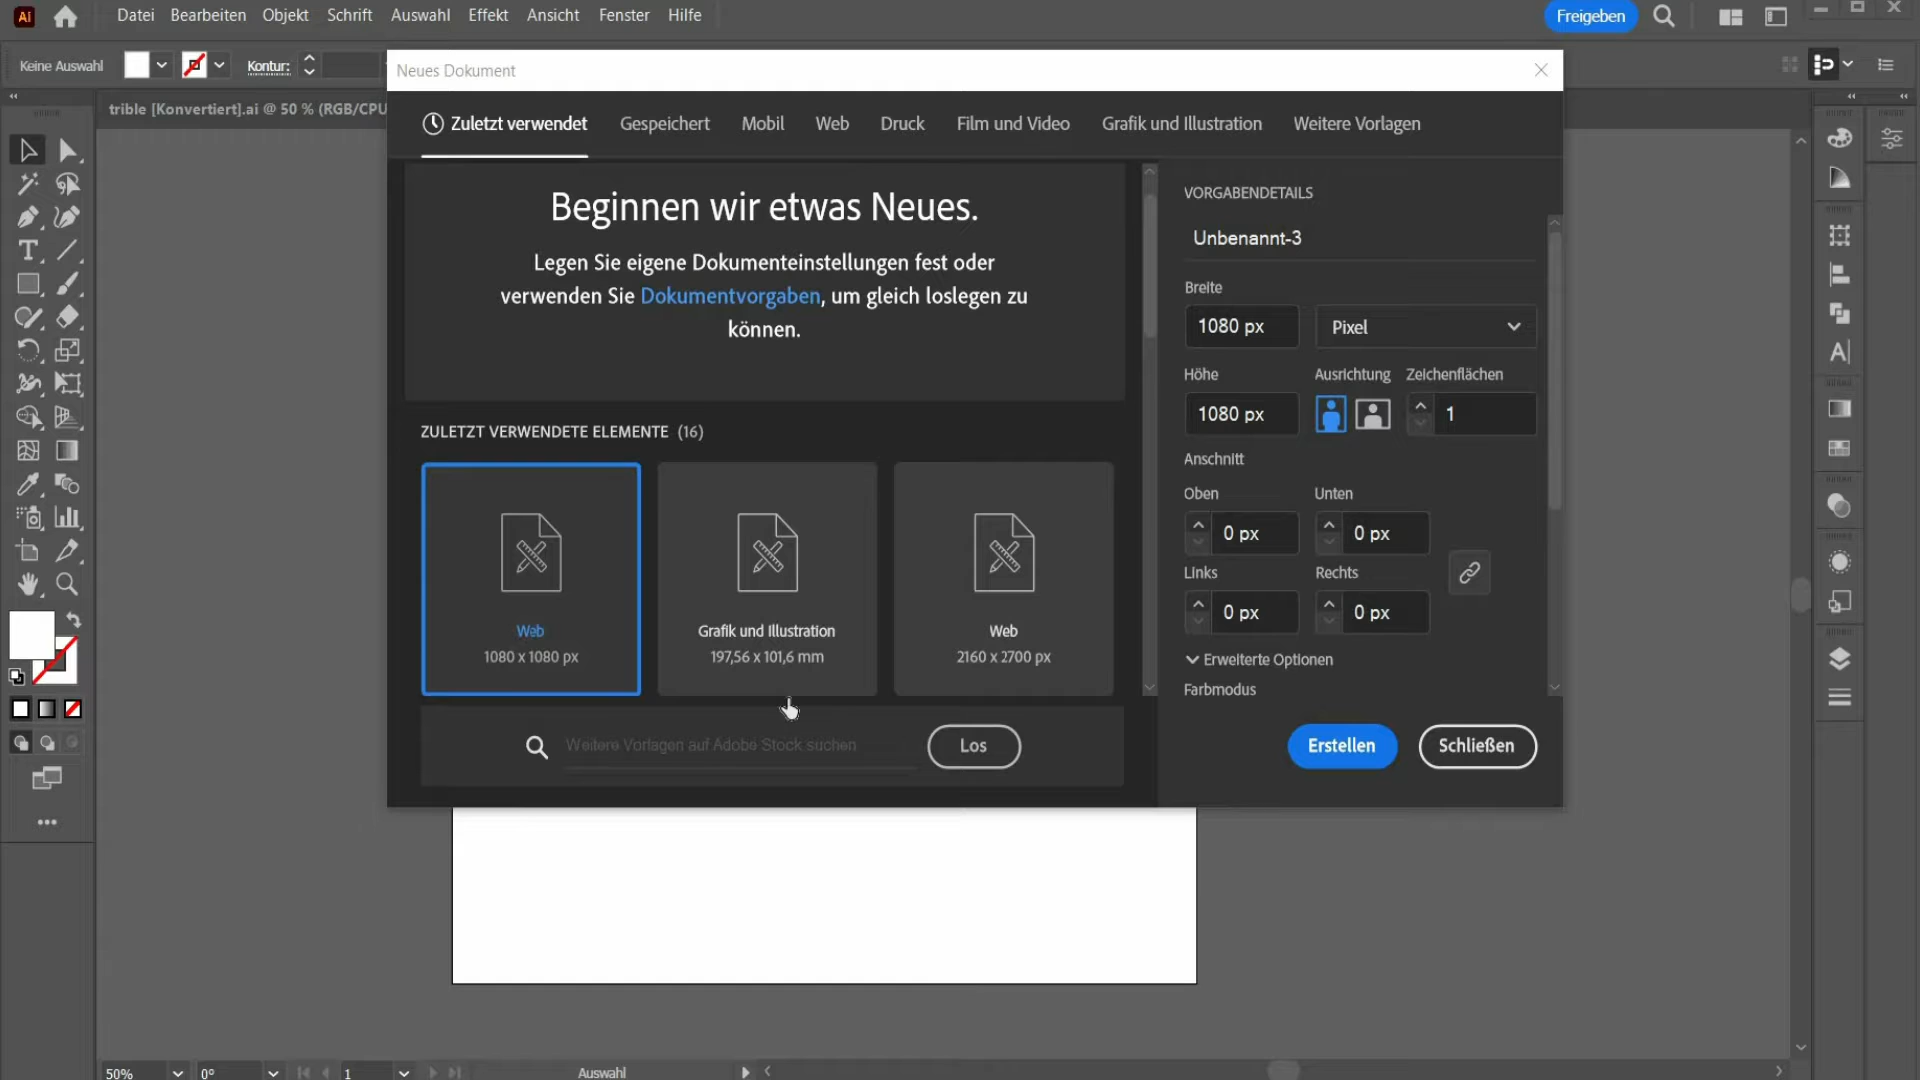 Ai Datei Bearbeiten Objekt Schrift Auswahl Effekt Ansicht Fenster Hilfe Freigeben
Keine Auswahl Kontur:
Neues Dokument
trible [Konvertiert].ai @ 50 % (RGB/CPU
Zuletzt verwendet Gespeichert Mobil Web Druck Film und Video Grafik und Illustration Weitere Vorlagen
Beginnen wir etwas Neues.
Legen Sie eigene Dokumenteinstellungen fest oder
verwenden Sie Dokumentvorgaben, um gleich loslegen zu
können.
ZULETZT VERWENDETE ELEMENTE (16)
Web
1080 x 1080 px
Grafik und Illustration
197,56 x 101,6 mm
Web
2160 x 2700 px
Weitere Vorlagen auf Adobe Stock suchen
Los
VORGABENDETAILS
Unbenannt-3
Breite
1080 px Pixel
Höhe Ausrichtung Zeichenflächen
1080 px 1
Anschnitt
Oben Unten
0 px 0 px
Links Rechts
0 px 0 px
Erweiterte Optionen
Farbmodus
Erstellen Schließen
50% 0° 1 Auswahl